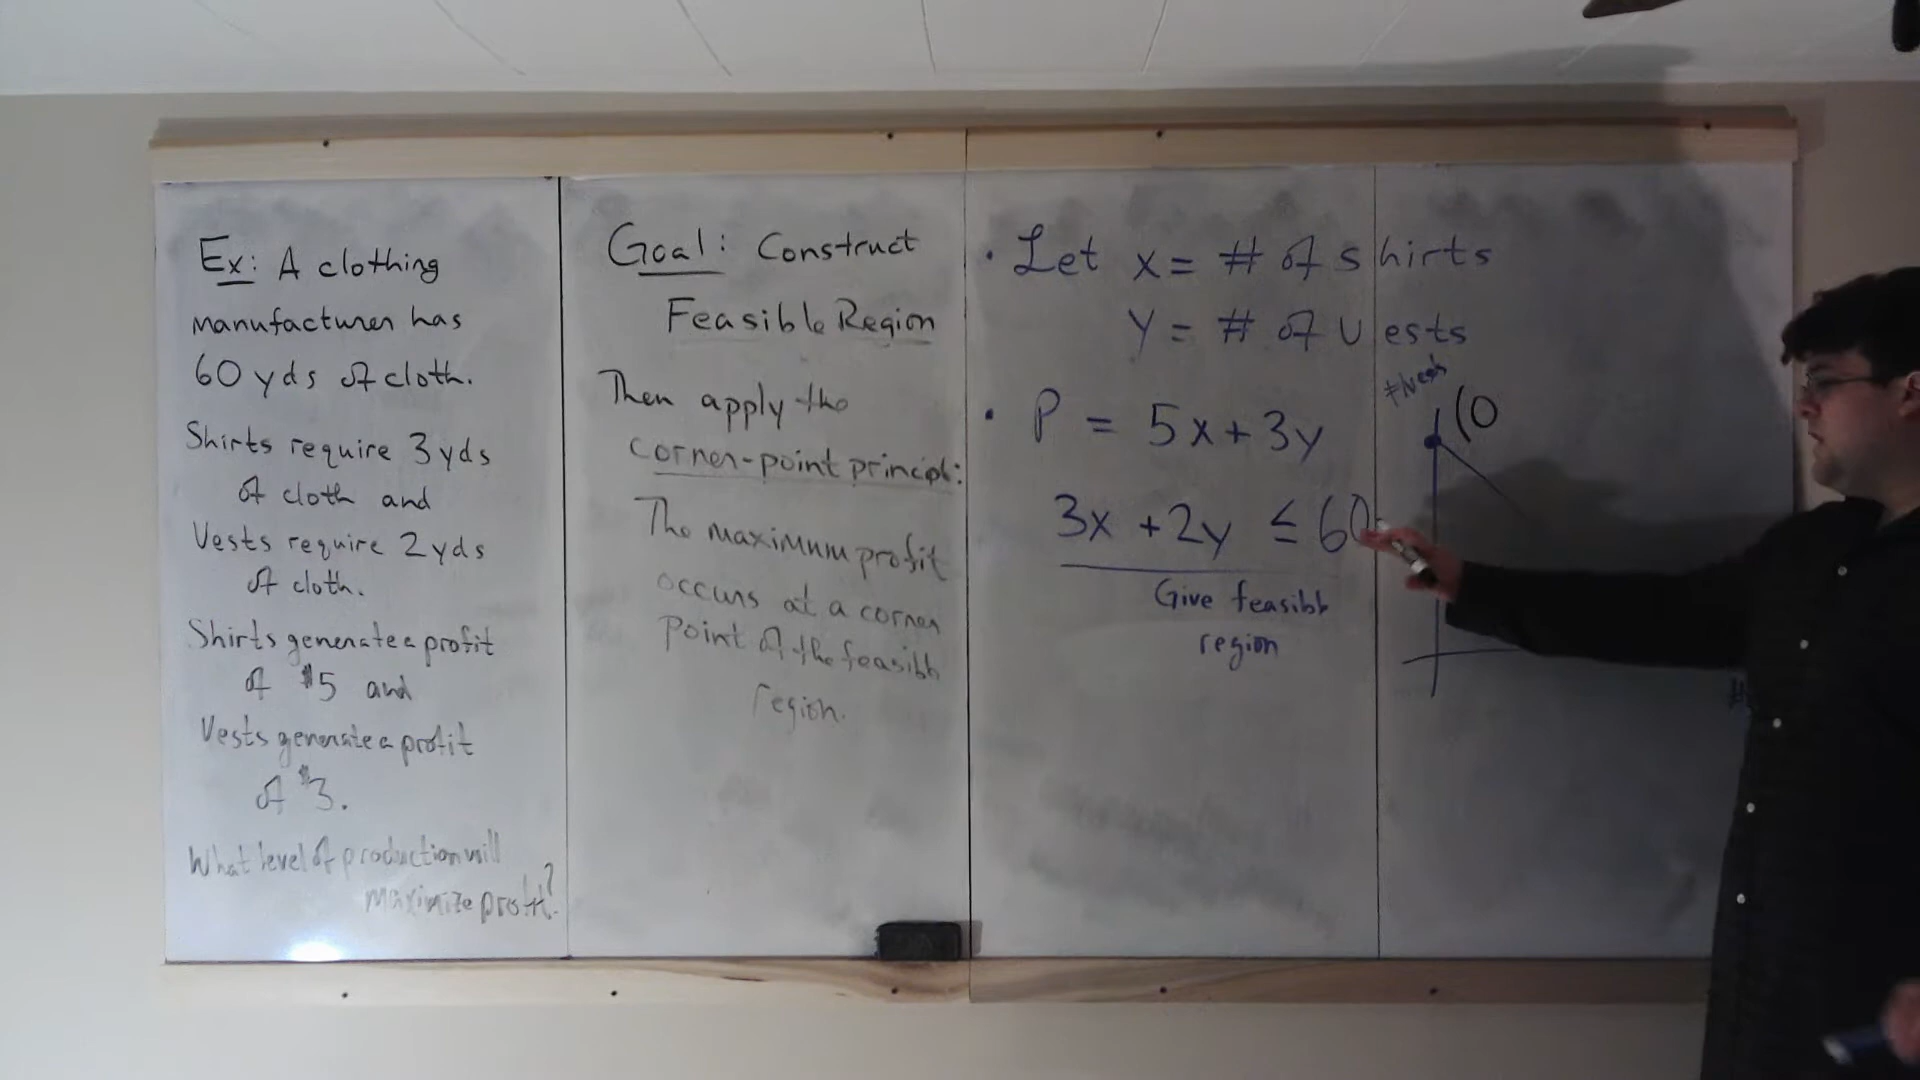 Ex: A clothing
manufacturer has
60 yds of cloth.
Shirts require 3 yds
of cloth and
Vests require 2 yds
of cloth.
Shirts generate a profit
of $5 and
Vests generate a profit
of $3.
What level of production will
maximize profit?
Goal: Construct
Feasible Region
Then apply the
corner-point principle:
The maximum profit
occurs at a corner
point of the feasible
region.
• Let x = # of shirts
y = # of vests
• P = 5x + 3y
3x + 2y ≤ 60
Give feasible
region
# Vests
(0
#